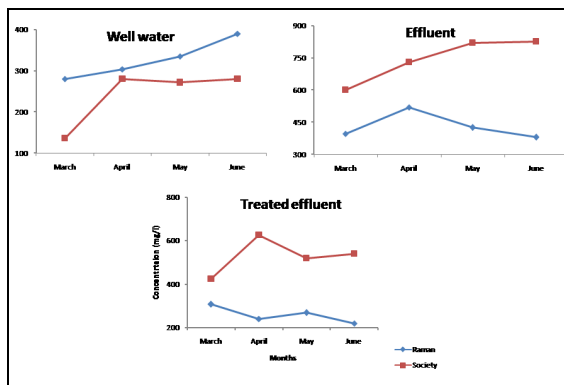 Well water
400
300
200
100
March April May June
Effluent
900
750
600
450
300
March April May June
Treated effluent
800
600
400
200
Concentrtaion (mg/l)
March April May June
Months
Raman
Society